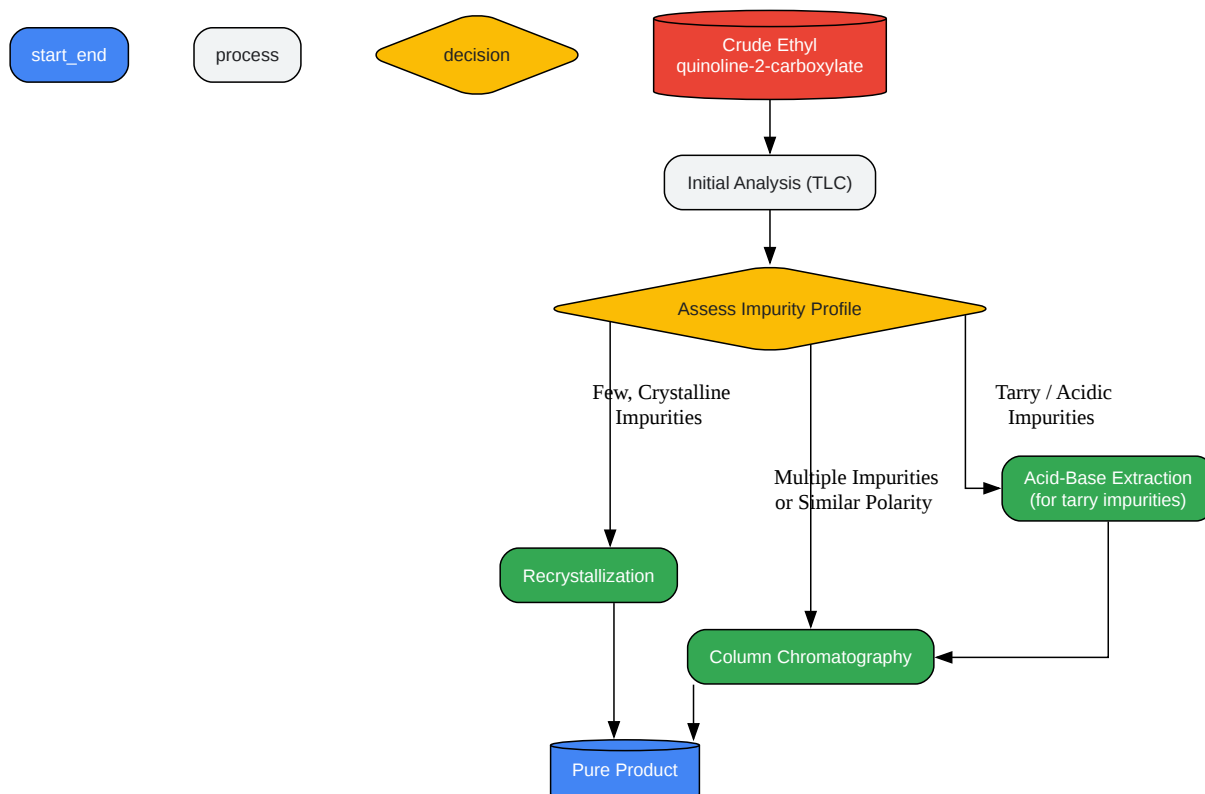 start_end
process
decision
Crude Ethyl
quinoline-2-carboxylate
Initial Analysis (TLC)
Assess Impurity Profile
Few, Crystalline
Impurities
Tarry / Acidic
Impurities
Multiple Impurities
or Similar Polarity
Acid-Base Extraction
(for tarry impurities)
Recrystallization
Column Chromatography
Pure Product